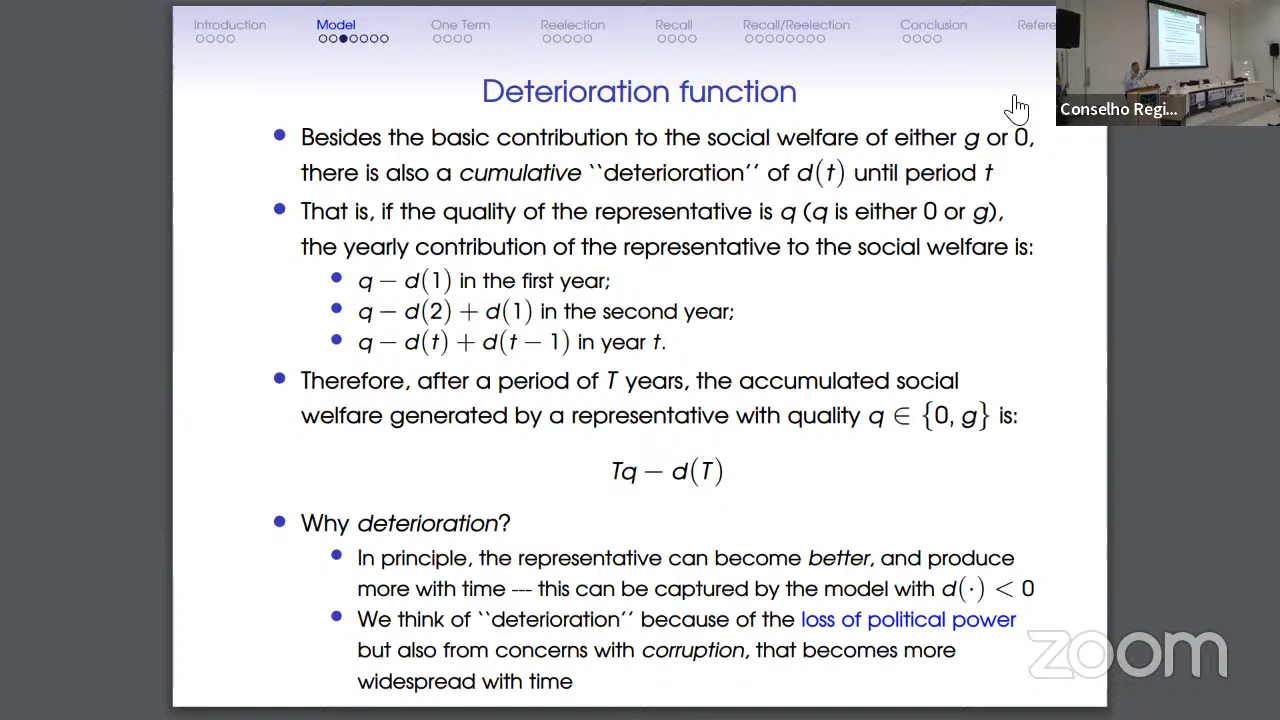 Introduction Model One Term Reelection Recall Recall/Reelection Conclusion Refere
Deterioration function
Besides the basic contribution to the social welfare of either g or 0,
there is also a cumulative ``deterioration'' of d(t) until period t
That is, if the quality of the representative is q (q is either 0 or g),
the yearly contribution of the representative to the social welfare is:
q − d(1) in the first year;
q − d(2) + d(1) in the second year;
q − d(t) + d(t − 1) in year t.
Therefore, after a period of T years, the accumulated social
welfare generated by a representative with quality q ∈ {0, g} is:
Tq − d(T)
Why deterioration?
In principle, the representative can become better, and produce
more with time --- this can be captured by the model with d(·) < 0
We think of ``deterioration'' because of the loss of political power
but also from concerns with corruption, that becomes more
widespread with time
Conselho Regi...
zoom